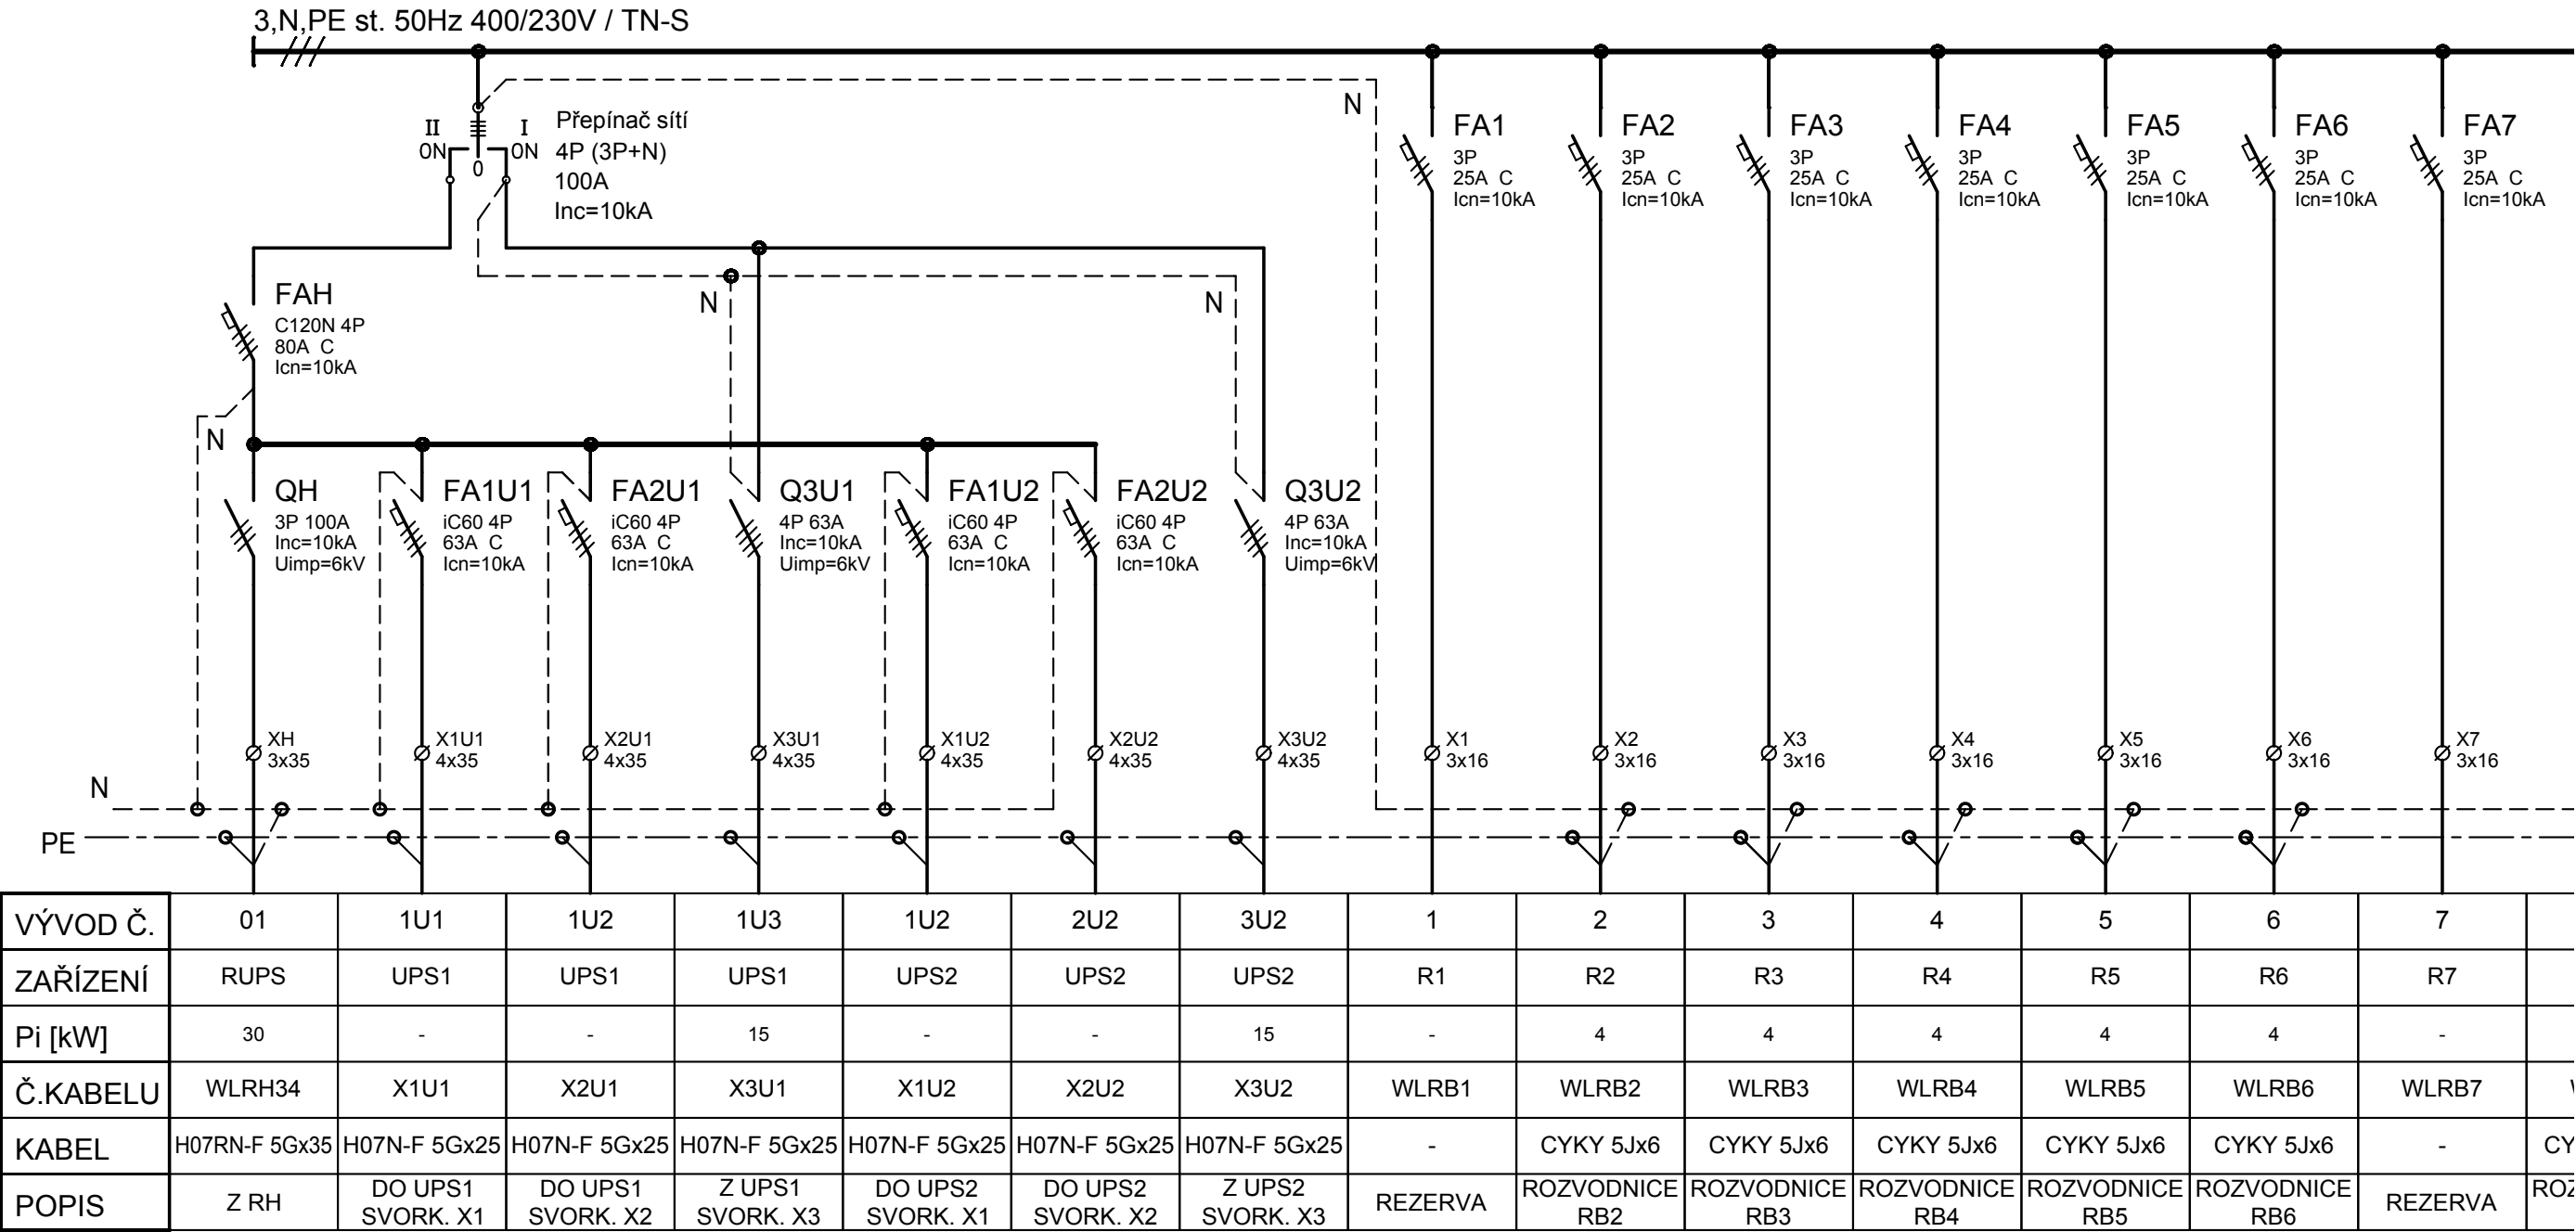 3,N,PE st. 50Hz 400/230V / TN-S
II
0N
I
0N
0
Přepínač sítí
4P (3P+N)
100A
Inc=10kA
N
FA1
3P
25A C
Icn=10kA
FA2
3P
25A C
Icn=10kA
FA3
3P
25A C
Icn=10kA
FA4
3P
25A C
Icn=10kA
FA5
3P
25A C
Icn=10kA
FA6
3P
25A C
Icn=10kA
FA7
3P
25A C
Icn=10kA
FAH
C120N 4P
80A C
Icn=10kA
N
N
N
QH
3P 100A
Inc=10kA
Uimp=6kV
FA1U1
iC60 4P
63A C
Icn=10kA
FA2U1
iC60 4P
63A C
Icn=10kA
Q3U1
4P 63A
Inc=10kA
Uimp=6kV
FA1U2
iC60 4P
63A C
Icn=10kA
FA2U2
iC60 4P
63A C
Icn=10kA
Q3U2
4P 63A
Inc=10kA
Uimp=6kV
XH
3x35
X1U1
4x35
X2U1
4x35
X3U1
4x35
X1U2
4x35
X2U2
4x35
X3U2
4x35
X1
3x16
X2
3x16
X3
3x16
X4
3x16
X5
3x16
X6
3x16
X7
3x16
N
PE
VÝVOD Č. 01 1U1 1U2 1U3 1U2 2U2 3U2 1 2 3 4 5 6 7
ZAŘÍZENÍ RUPS UPS1 UPS1 UPS1 UPS2 UPS2 UPS2 R1 R2 R3 R4 R5 R6 R7
Pi [kW] 30 - - 15 - - 15 - 4 4 4 4 4 -
Č.KABELU WLRH34 X1U1 X2U1 X3U1 X1U2 X2U2 X3U2 WLRB1 WLRB2 WLRB3 WLRB4 WLRB5 WLRB6 WLRB7
KABEL H07RN-F 5Gx35 H07N-F 5Gx25 H07N-F 5Gx25 H07N-F 5Gx25 H07N-F 5Gx25 H07N-F 5Gx25 H07N-F 5Gx25 - CYKY 5Jx6 CYKY 5Jx6 CYKY 5Jx6 CYKY 5Jx6 CYKY 5Jx6 - CY
POPIS
Z RH
DO UPS1
SVORK. X1
DO UPS1
SVORK. X2
Z UPS1
SVORK. X3
DO UPS2
SVORK. X1
DO UPS2
SVORK. X2
Z UPS2
SVORK. X3
REZERVA
ROZVODNICE
RB2
ROZVODNICE
RB3
ROZVODNICE
RB4
ROZVODNICE
RB5
ROZVODNICE
RB6
REZERVA